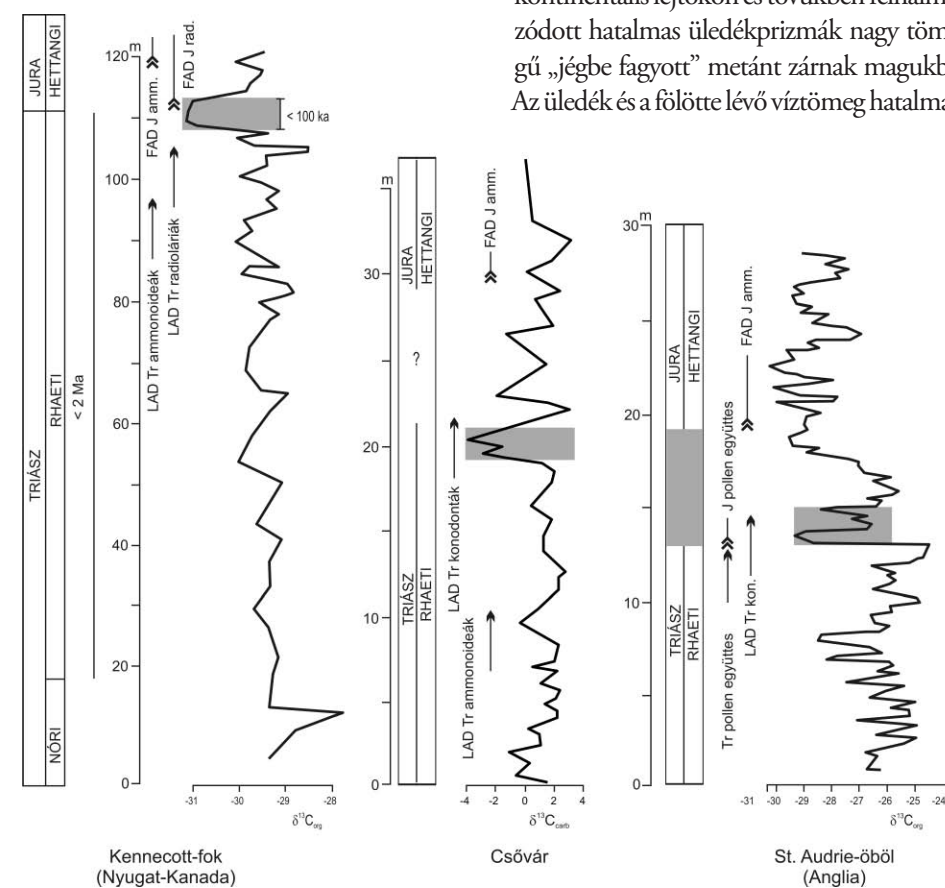 kontinentális lejtőkön és tövükben felhalmo
zódott hatalmas üledékprizmák nagy töm
gű „jégbe fagyott” metánt zárnak magukb
Az üledék és a fölötte lévő víztömeg hatalma
JURA
HETTANGI
TRIÁSZ
RHAETI
NÓRI
< 2 Ma
m
120
100
80
60
40
20
0
FAD J amm.
FAD J rad.
LAD Tr ammonoideák
LAD Tr radioláriák
< 100 ka
-31 -30 -29 -28
δ¹³Corg
Kennecott-fok
(Nyugat-Kanada)
JURA
HETTANGI
?
TRIÁSZ
RHAETI
m
30
20
10
0
FAD J amm.
LAD Tr konodonták
LAD Tr ammonoideák
-4 -2 0 2 4
δ¹³Ccarb
Csővár
30 m
20
10
0
JURA
HETTANGI
TRIÁSZ
RHAETI
FAD J amm.
J pollen együttes
Tr pollen együttes
LAD Tr kon.
-31 -30 -29 -28 -27 -26 -25 -24
δ¹³Corg
St. Audrie-öböl
(Anglia)